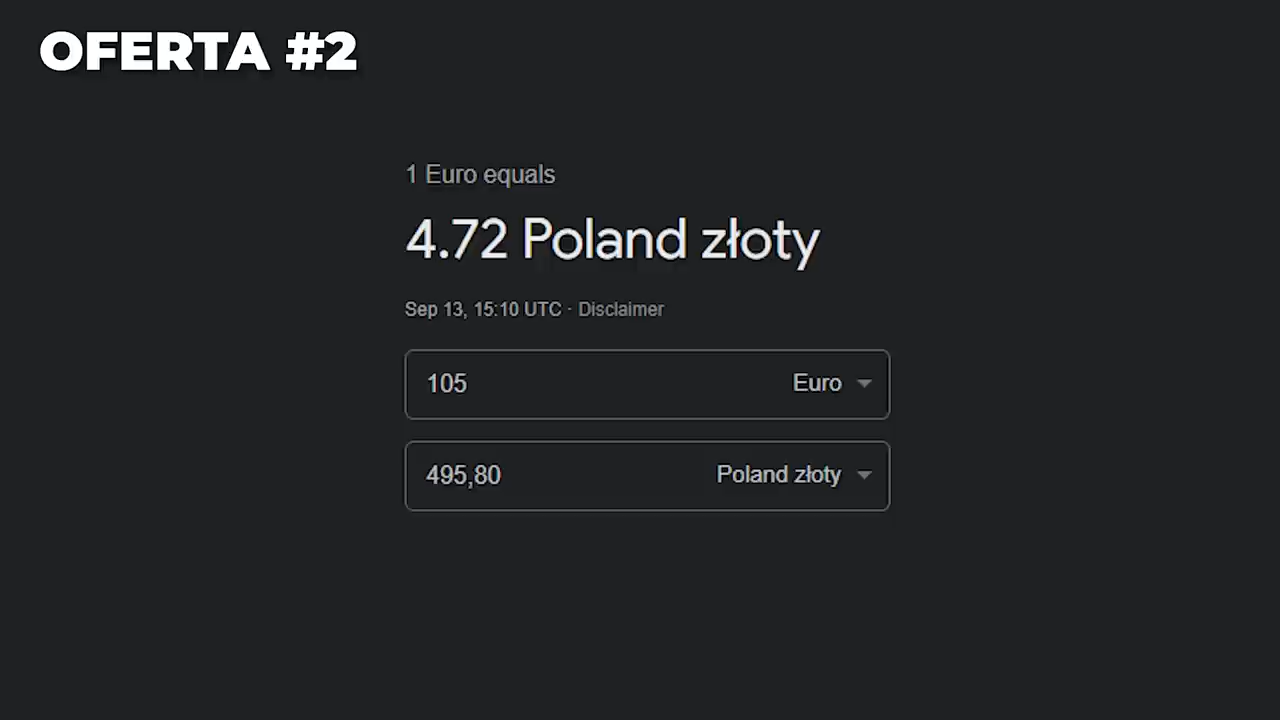 OFERTA #2
1 Euro equals
4.72 Poland złoty
Sep 13, 15:10 UTC · Disclaimer
105 Euro
495,80 Poland złoty